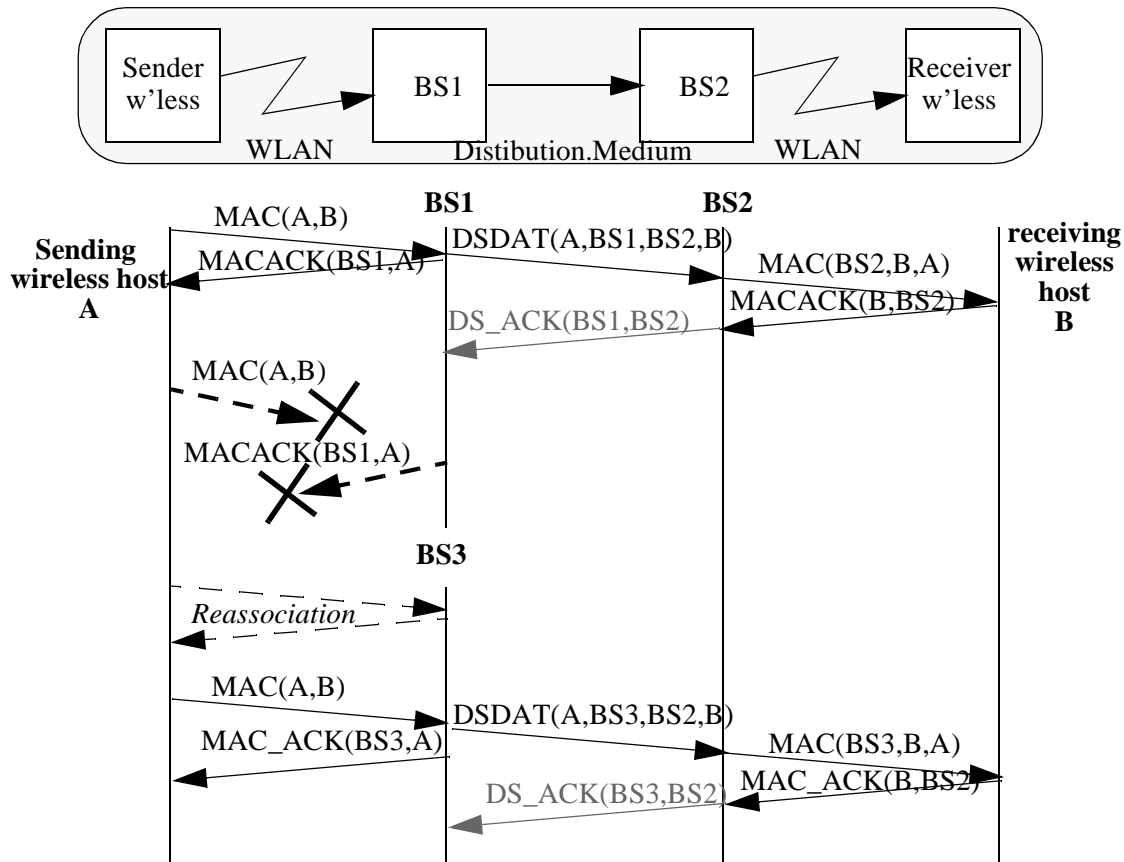 Sender
w'less
BS1
BS2
Receiver
w'less
WLAN
Distibution.Medium
WLAN
BS1
BS2
Sending
wireless host
A
receiving
wireless
host
B
MAC(A,B)
DSDAT(A,BS1,BS2,B)
MACACK(BS1,A)
MAC(BS2,B,A)
MACACK(B,BS2)
DS_ACK(BS1,BS2)
MAC(A,B)
MACACK(BS1,A)
BS3
Reassociation
MAC(A,B)
DSDAT(A,BS3,BS2,B)
MAC_ACK(BS3,A)
MAC(BS3,B,A)
MAC_ACK(B,BS2)
DS_ACK(BS3,BS2)